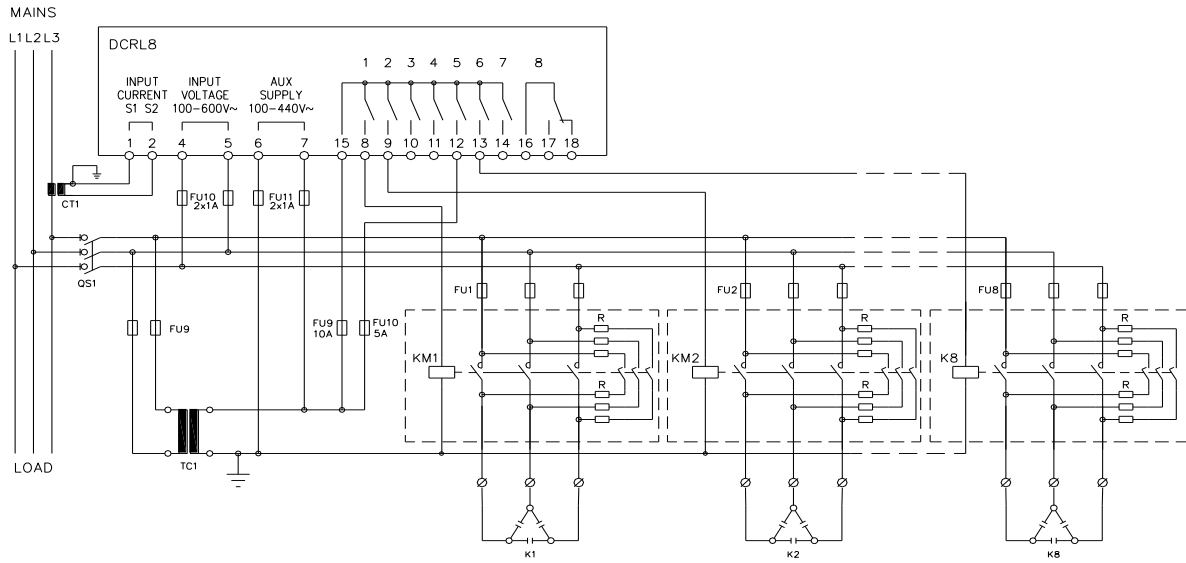 MAINS
L1 L2 L3
DCRL8
1 2 3 4 5 6 7 8
INPUT CURRENT
S1 S2
INPUT VOLTAGE
100-600V~
AUX SUPPLY
100-440V~
1 2 4 5 6 7 15 8 9 10 11 12 13 14 16 17 18
CT1
FU10
2x1A
FU11
2x1A
QS1
FU1
FU2
FU8
FU9
FU9
10A
FU10
5A
R
R
R
KM1
KM2
K8
R
R
R
LOAD
TC1
K1
K2
K8